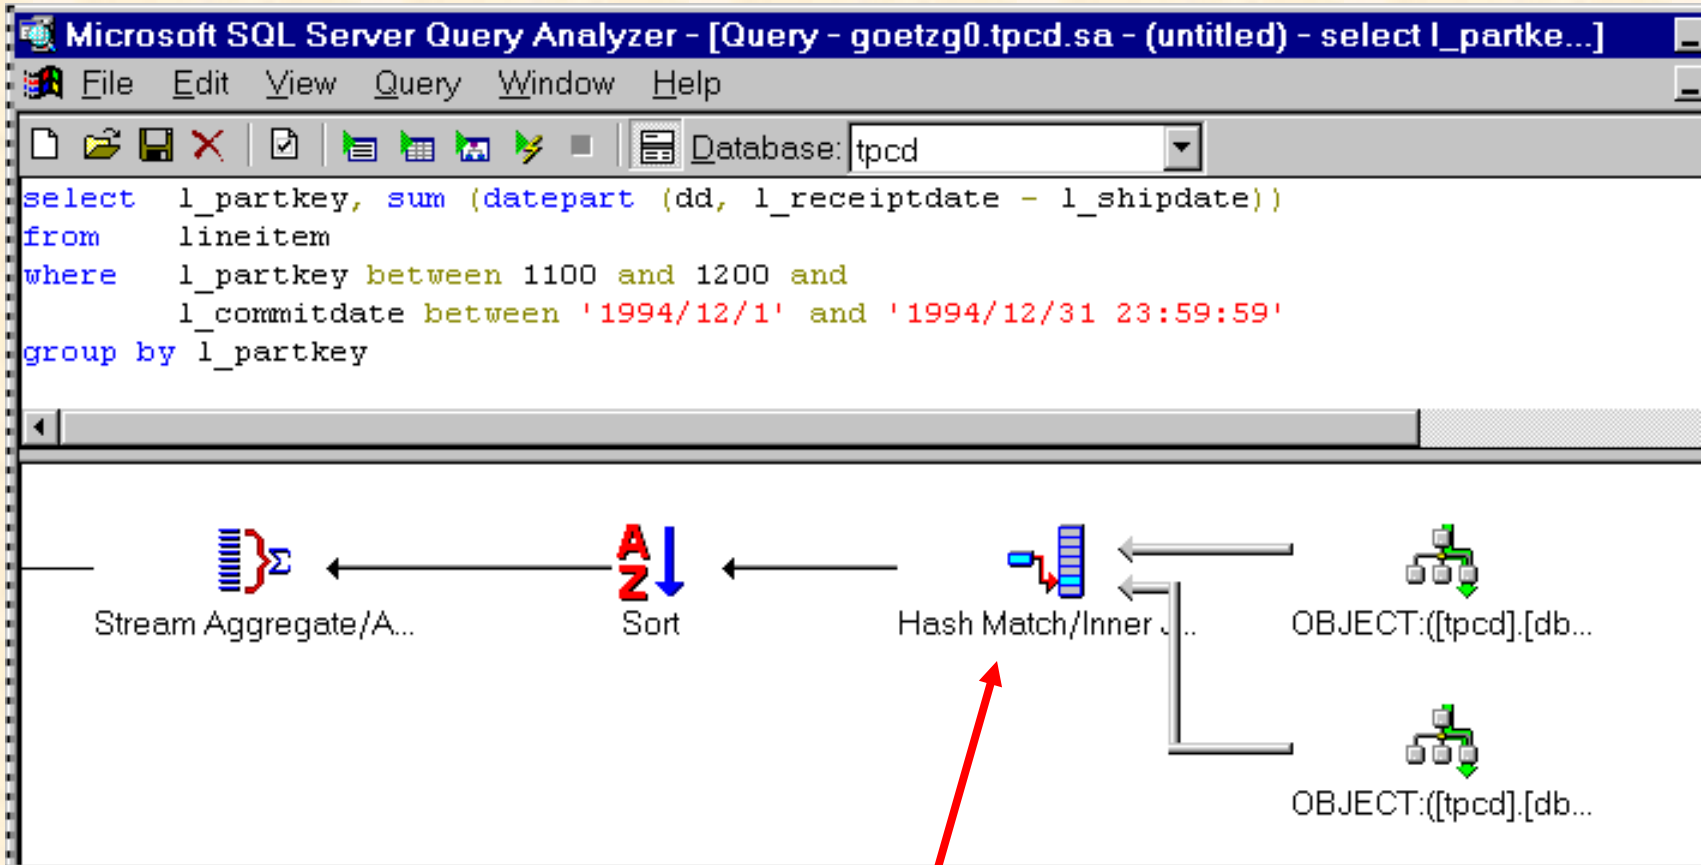 Microsoft SQL Server Query Analyzer - [Query - goetzg0.tpcd.sa - (untitled) - select l_partke...]
File Edit View Query Window Help
Database: tpcd
select l_partkey, sum (datepart (dd, l_receiptdate - l_shipdate))
from lineitem
where l_partkey between 1100 and 1200 and
l_commitdate between '1994/12/1' and '1994/12/31 23:59:59'
group by l_partkey
Stream Aggregate/A...
Sort
Hash Match/Inner J...
OBJECT:([tpcd].[db...
OBJECT:([tpcd].[db...